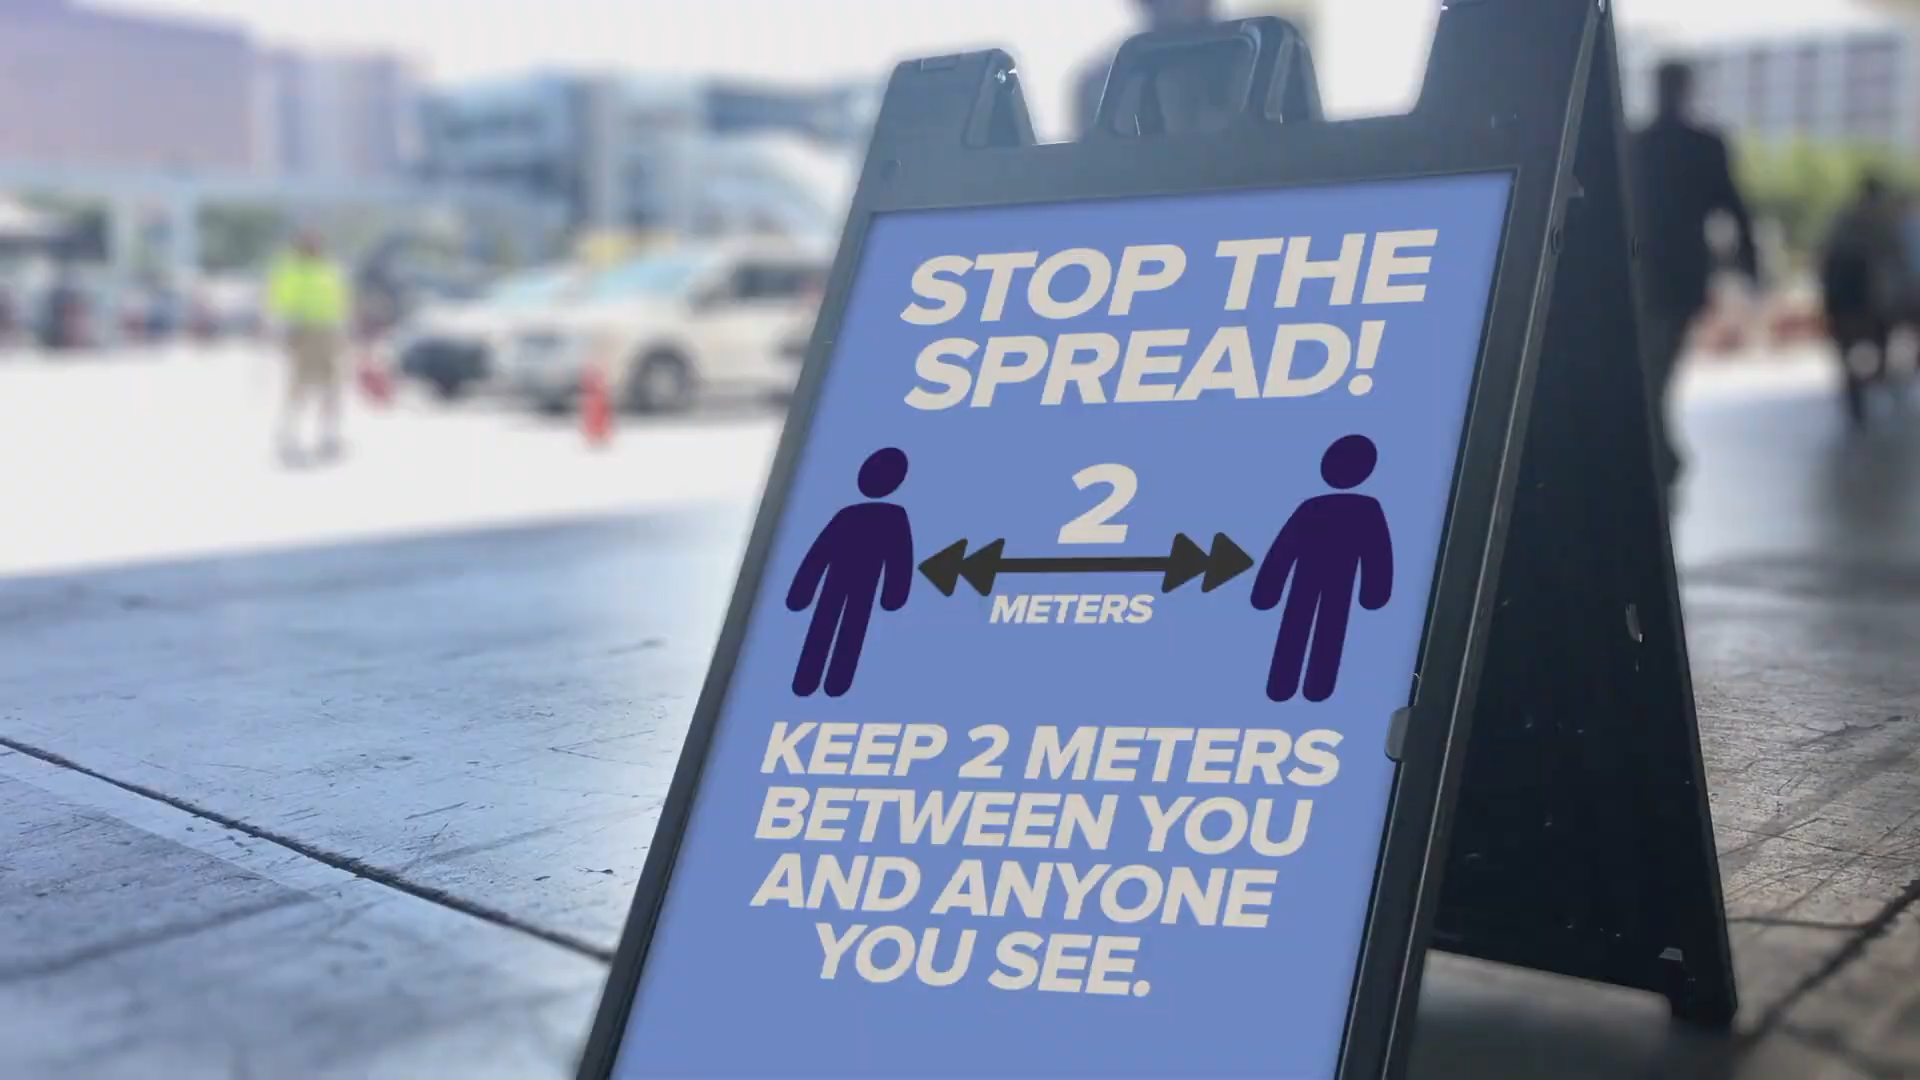 STOP THE
SPREAD!
2
METERS
KEEP 2 METERS
BETWEEN YOU
AND ANYONE
YOU SEE.